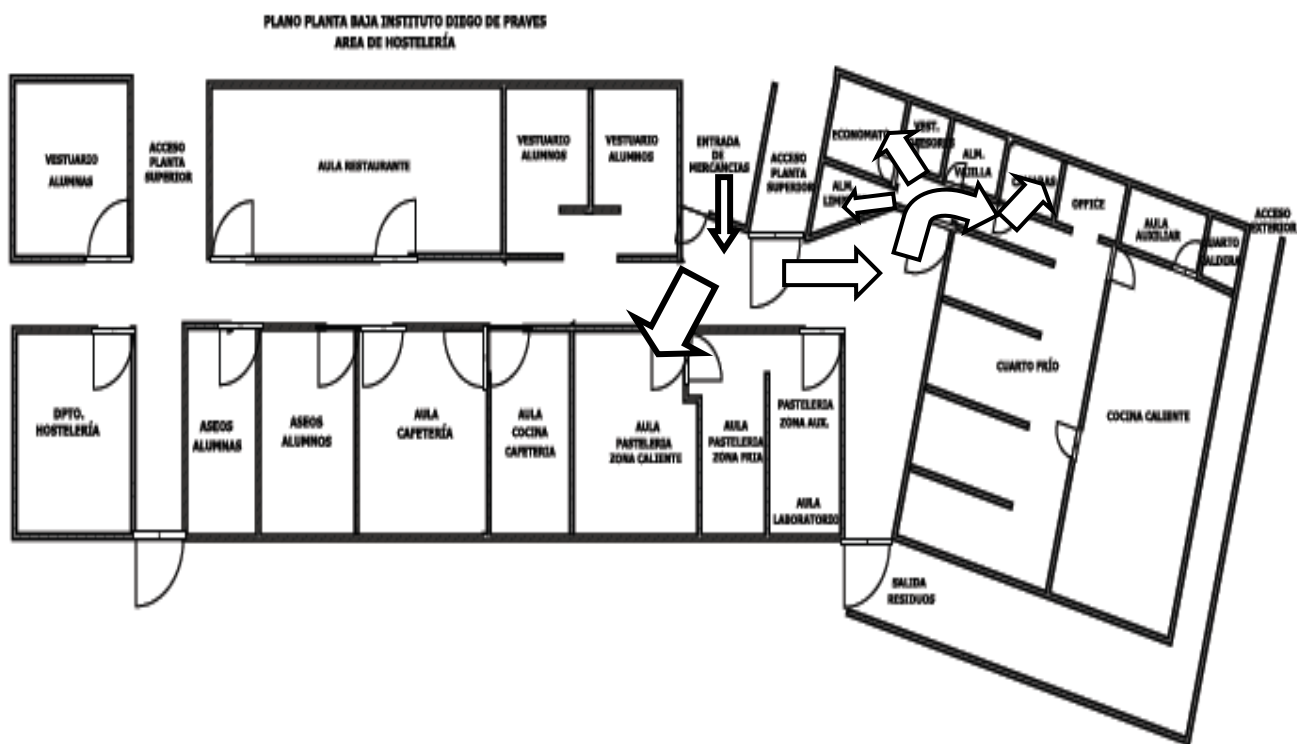 PLANO PLANTA BAJA INSTITUTO DIEGO DE PRAVES
AREA DE HOSTELERÍA
VESTUARIO
ALUMNAS
ACCESO
PLANTA
SUPERIOR
AULA RESTAURANTE
VESTUARIO
ALUMNOS
VESTUARIO
ALUMNOS
ENTRADA
DE
MERCANCIAS
ACCESO
PLANTA
SUPERIOR
ECONOMATO
VEST.
ALM.
VAJILLA
ALM.
OFFICE
AULA
AUXILIAR
ACCESO
EXTERIOR
DPTO.
HOSTELERÍA
ASEOS
ALUMNAS
ASEOS
ALUMNOS
AULA
CAFETERÍA
AULA
COCINA
CAFETERIA
AULA
PASTELERIA
ZONA CALIENTE
AULA
PASTELERIA
ZONA FRIA
PASTELERIA
ZONA AUX.
AULA
LABORATORIO
CUARTO FRÍO
COCINA CALIENTE
SALIDA
RESIDUOS